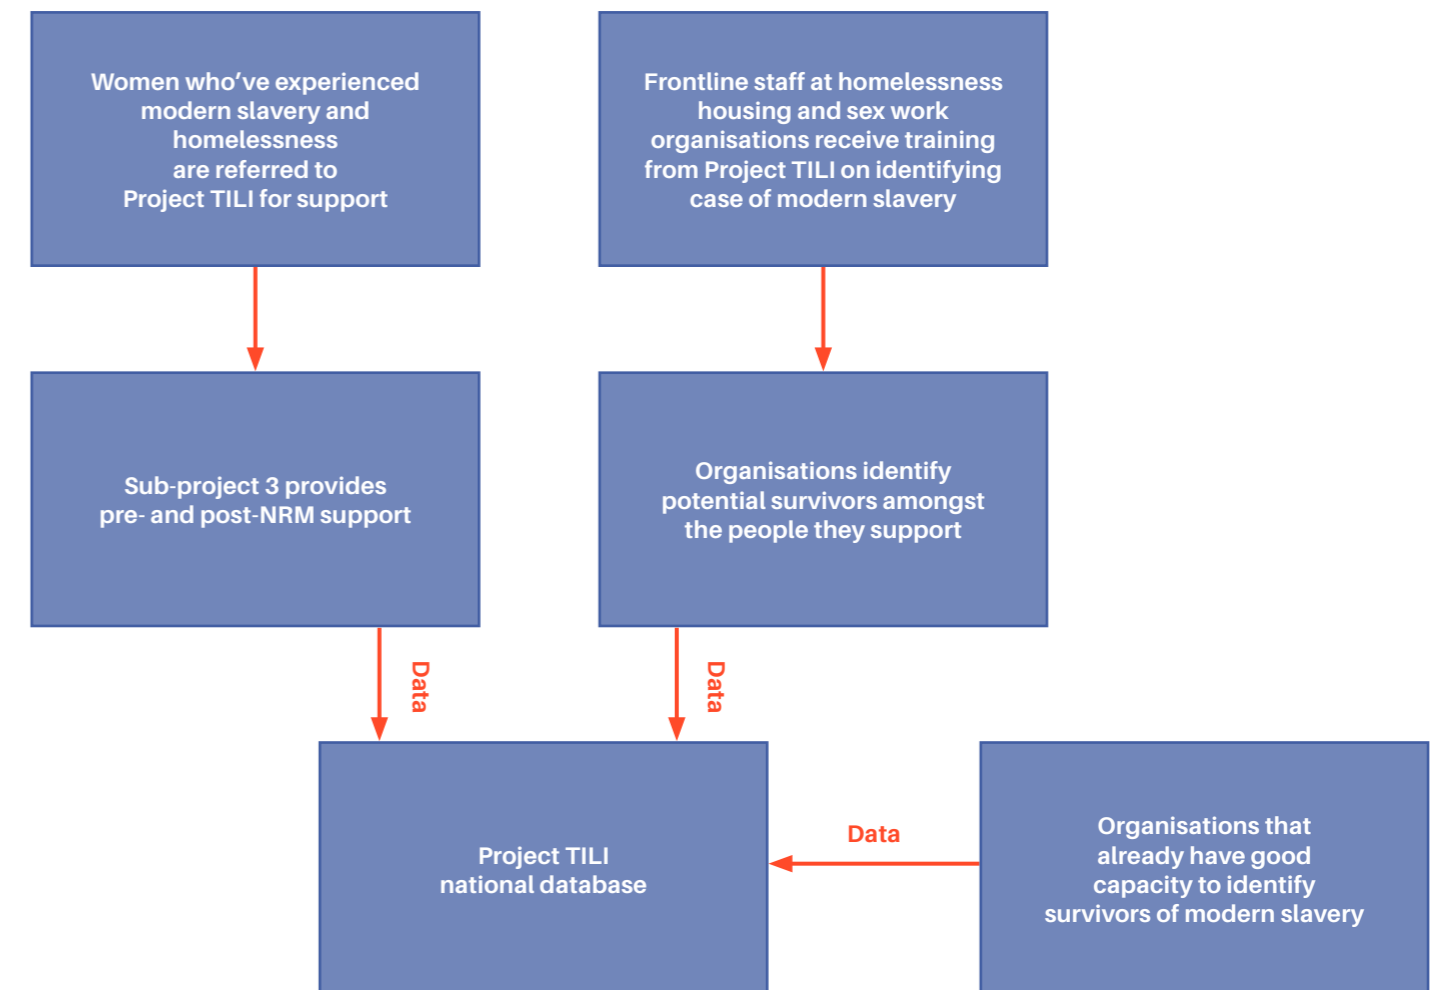 Women who’ve experienced
modern slavery and
homelessness
are referred to
Project TILI for support
Frontline staff at homelessness
housing and sex work
organisations receive training
from Project TILI on identifying
case of modern slavery
Sub-project 3 provides
pre- and post-NRM support
Organisations identify
potential survivors amongst
the people they support
Data
Data
Project TILI
national database
Data
Organisations that
already have good
capacity to identify
survivors of modern slavery